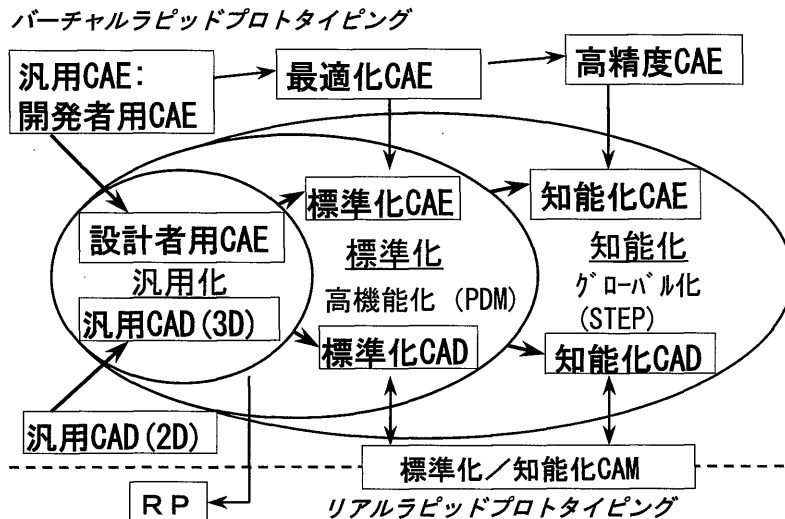 バーチャルラピッドプロトタイピング
汎用CAE:
開発者用CAE
最適化CAE
高精度CAE
設計者用CAE
汎用化
汎用CAD(3D)
標準化CAE
標準化
高機能化 (PDM)
標準化CAD
知能化CAE
知能化
グローバル化
(STEP)
知能化CAD
汎用CAD(2D)
標準化/知能化CAM
RP
リアルラピッドプロトタイピング